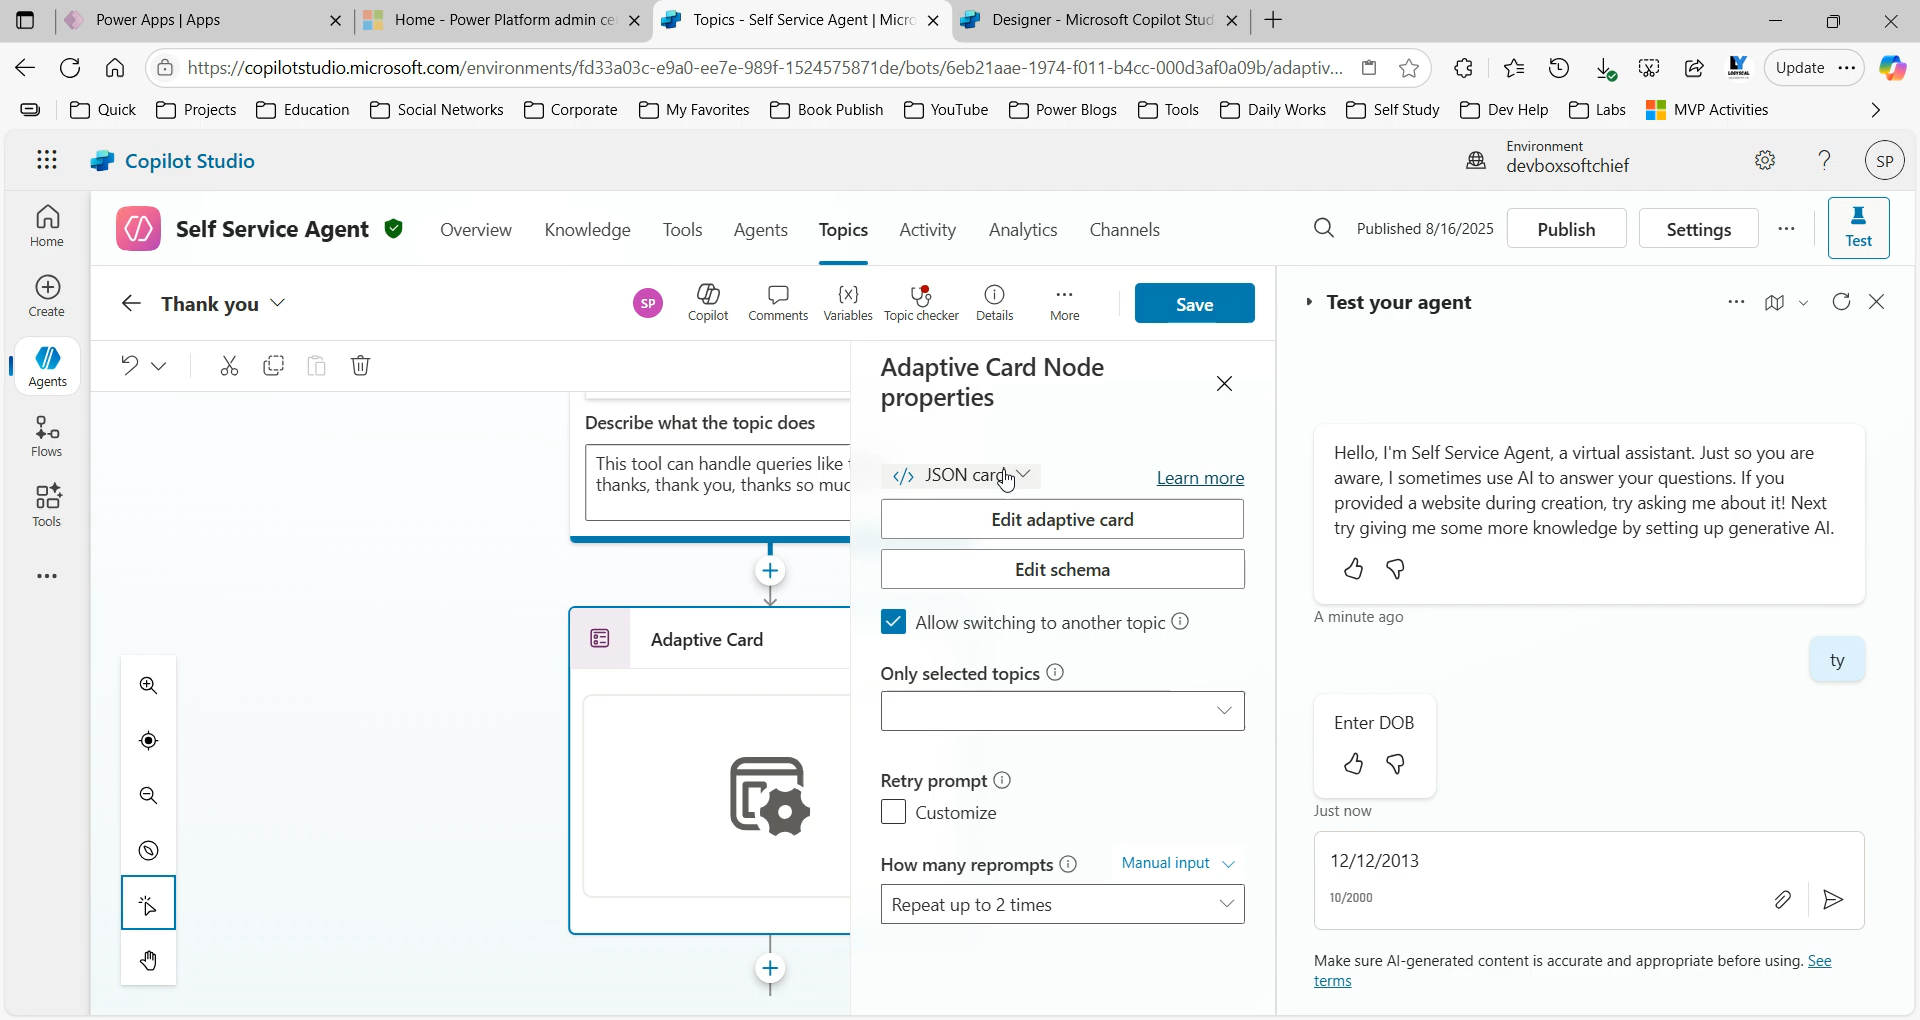 Power Apps | Apps
Home - Power Platform admin ce
Topics - Self Service Agent | Micro
Designer - Microsoft Copilot Stud
https://copilotstudio.microsoft.com/environments/fd33a03c-e9a0-ee7e-989f-1524575871de/bots/6eb21aae-1974-f011-b4cc-000d3af0a09b/adaptiv...
Update
Quick
Projects
Education
Social Networks
Corporate
My Favorites
Book Publish
YouTube
Power Blogs
Tools
Daily Works
Self Study
Dev Help
Labs
MVP Activities
Copilot Studio
Environment
devboxsoftchief
SP
Home
Create
Agents
Flows
Tools
Self Service Agent
Overview
Knowledge
Tools
Agents
Topics
Activity
Analytics
Channels
Published 8/16/2025
Publish
Settings
Test
Thank you
SP
Copilot
Comments
Variables
Topic checker
Details
More
Save
Describe what the topic does
This tool can handle queries like
thanks, thank you, thanks so muc
Adaptive Card
Adaptive Card Node
properties
JSON card
Learn more
Edit adaptive card
Edit schema
Allow switching to another topic
Only selected topics
Retry prompt
Customize
How many reprompts
Manual input
Repeat up to 2 times
Test your agent
Hello, I'm Self Service Agent, a virtual assistant. Just so you are
aware, I sometimes use AI to answer your questions. If you
provided a website during creation, try asking me about it! Next
try giving me some more knowledge by setting up generative AI.
A minute ago
ty
Enter DOB
Just now
12/12/2013
10/2000
Make sure AI-generated content is accurate and appropriate before using. See
terms